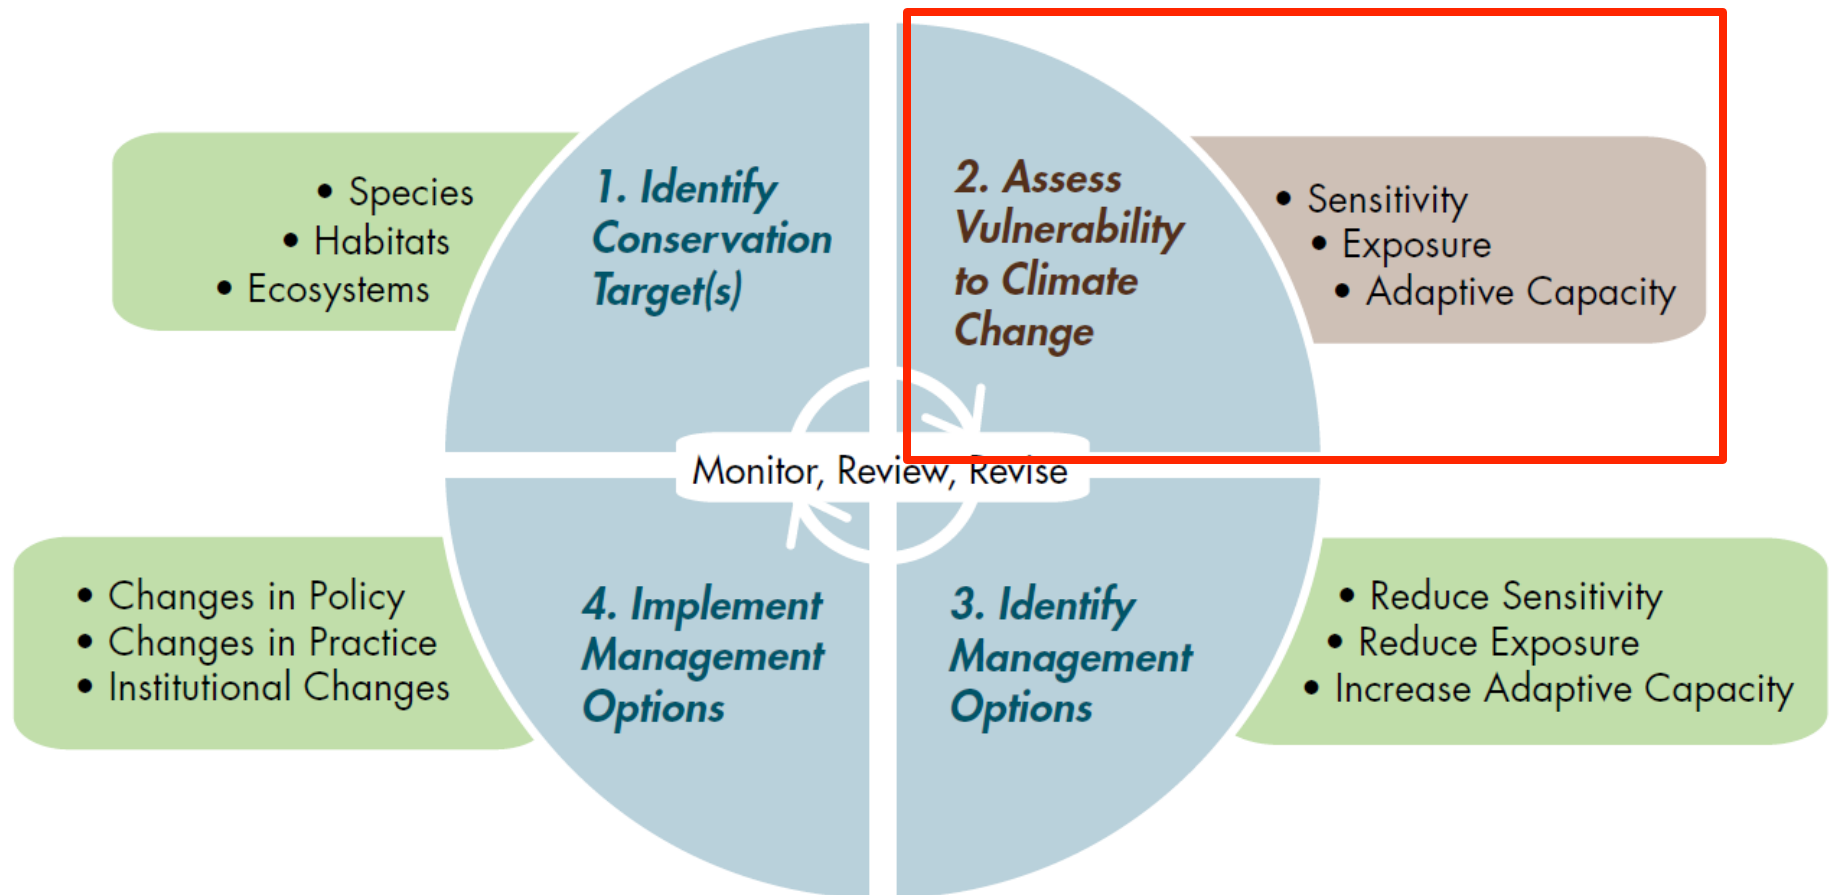 • Species
• Habitats
• Ecosystems
1. Identify
Conservation
Target(s)
2. Assess
Vulnerability
to Climate
Change
• Sensitivity
• Exposure
• Adaptive Capacity
Monitor, Review, Revise
• Changes in Policy
• Changes in Practice
• Institutional Changes
4. Implement
Management
Options
3. Identify
Management
Options
• Reduce Sensitivity
• Reduce Exposure
• Increase Adaptive Capacity